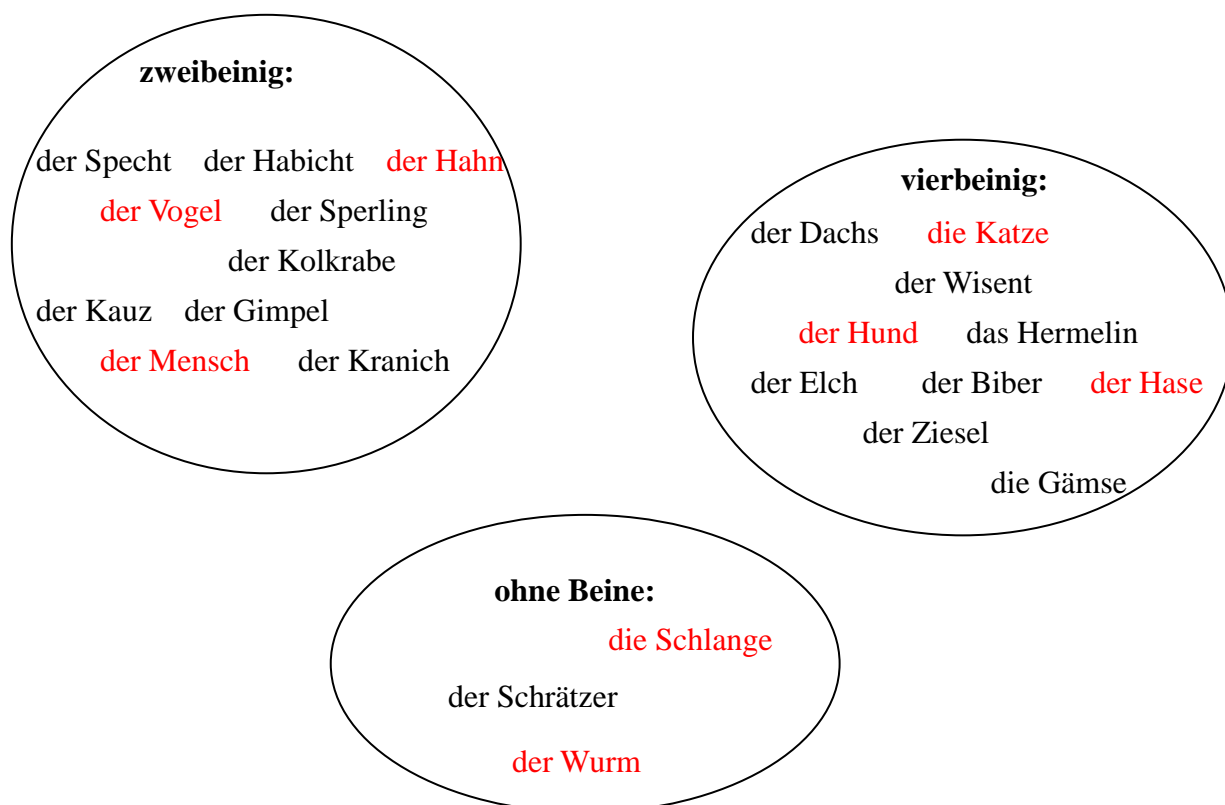 zweibeinig:
der Specht der Habicht der Hahn
der Vogel der Sperling
der Kolkrabe
der Kauz der Gimpel
der Mensch der Kranich
vierbeinig:
der Dachs die Katze
der Wisent
der Hund das Hermelin
der Elch der Biber der Hase
der Ziesel
die Gämse
ohne Beine:
die Schlange
der Schrätzer
der Wurm